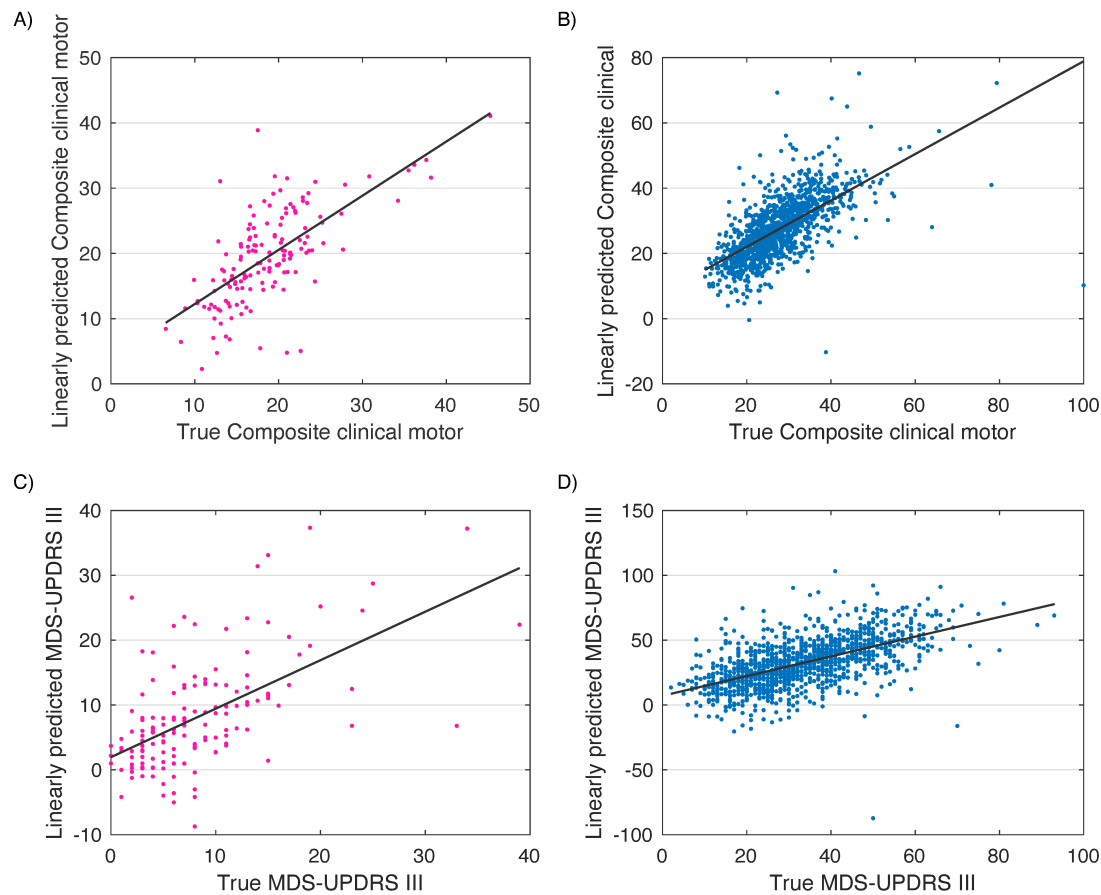 A)
Linearly predicted Composite clinical motor
50
40
30
20
10
0
0 10 20 30 40 50
True Composite clinical motor
B)
Linearly predicted Composite clinical
80
60
40
20
0
-20
0 20 40 60 80 100
True Composite clinical motor
C)
Linearly predicted MDS-UPDRS III
40
30
20
10
0
-10
0 10 20 30 40
True MDS-UPDRS III
D)
Linearly predicted MDS-UPDRS III
150
100
50
0
-50
-100
0 20 40 60 80 100
True MDS-UPDRS III